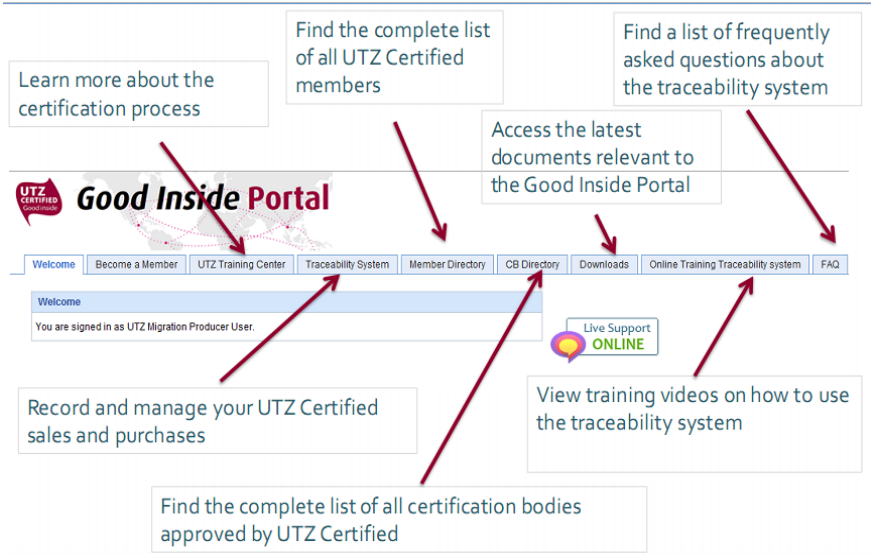 Find the complete list
of all UTZ Certified
members
Find a list of frequently
asked questions about
the traceability system
Learn more about the
certification process
Access the latest
documents relevant to
the Good Inside Portal
UTZ
CERTIFIED
Good inside
Good Inside Portal
Welcome
Become a Member
UTZ Training Center
Traceability System
Member Directory
CB Directory
Downloads
Online Training Traceability system
FAQ
Welcome
You are signed in as UTZ Migration Producer User.
Live Support
ONLINE
Record and manage your UTZ Certified
sales and purchases
View training videos on how to use
the traceability system
Find the complete list of all certification bodies
approved by UTZ Certified